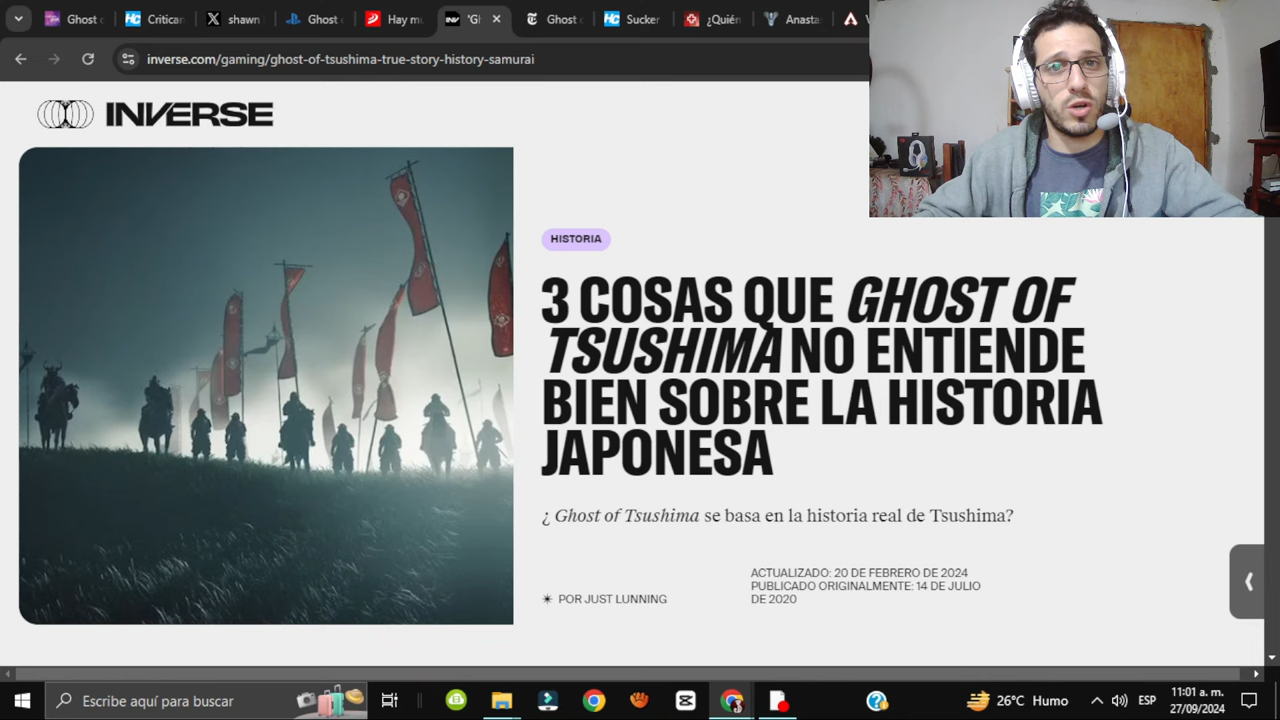 Ghost
Critican
shawn
Ghost
Hay mu
'Gh
Ghost
Sucker
¿Quién
Anasta
inverse.com/gaming/ghost-of-tsushima-true-story-history-samurai
INVERSE
HISTORIA
3 COSAS QUE GHOST OF
TSUSHIMA NO ENTIENDE
BIEN SOBRE LA HISTORIA
JAPONESA
¿ Ghost of Tsushima se basa en la historia real de Tsushima?
ACTUALIZADO: 20 DE FEBRERO DE 2024
PUBLICADO ORIGINALMENTE: 14 DE JULIO
DE 2020
POR JUST LUNNING
Escribe aquí para buscar
26°C Humo
ESP
11:01 a. m.
27/09/2024